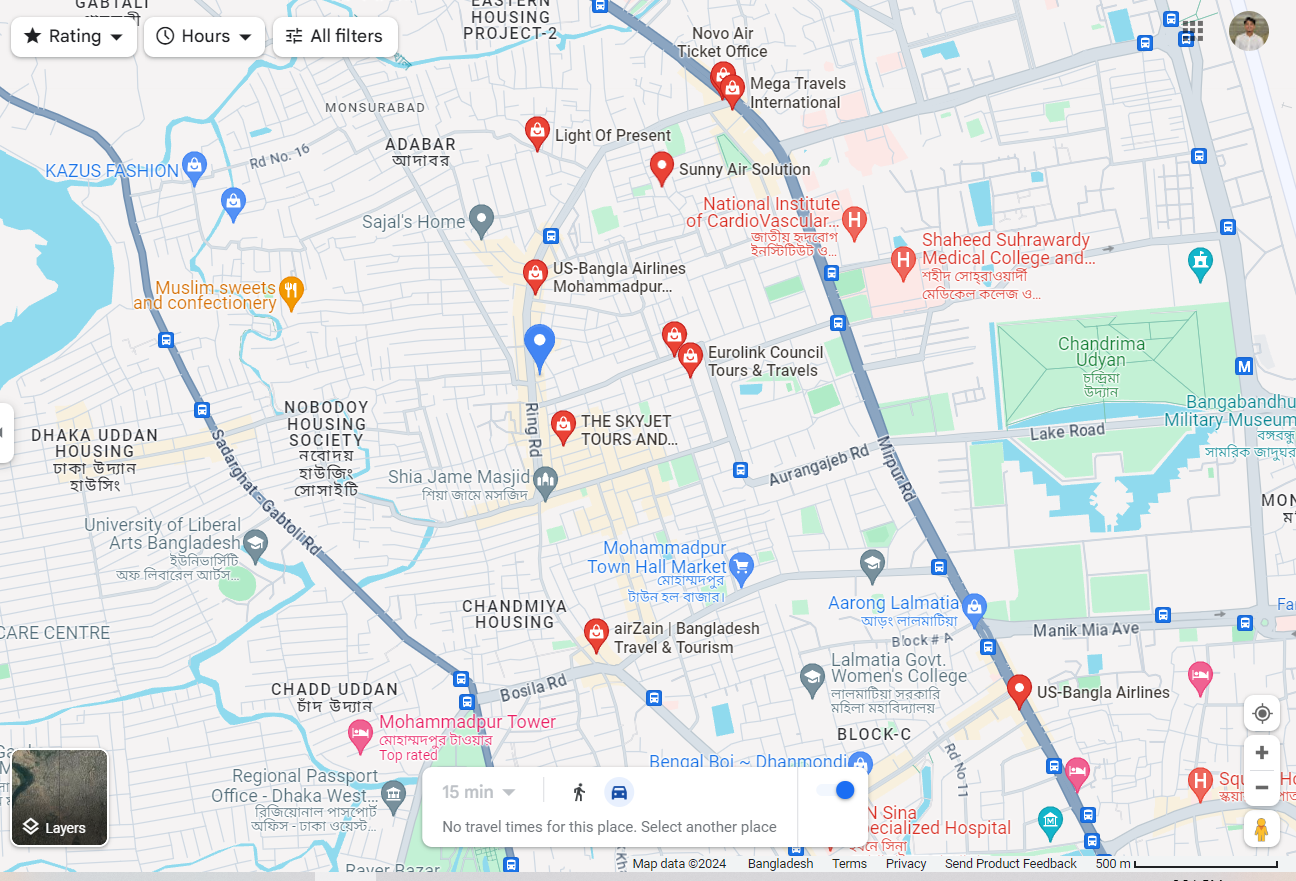 GABTALI
EASTERN
HOUSING
PROJECT-2
Rating
Hours
All filters
Novo Air
Ticket Office
Mega Travels
International
MONSURABAD
ADABAR
আদাবর
Light Of Present
Rd No. 16
KAZUS FASHION
Sunny Air Solution
National Institute
of CardioVascular...
জাতীয় হৃদরোগ
ইনস্টিটিউট ও...
Sajal's Home
Shaheed Suhrawardy
Medical College and...
শহীদ সোহ্‌রাওয়ার্দী
মেডিকেল কলেজ ও...
US-Bangla Airlines
Mohammadpur...
Muslim sweets
and confectionery
Eurolink Council
Tours & Travels
Chandrima
Udyan
চন্দ্রিমা
উদ্যান
Bangabandhu
Military Museum
বঙ্গবন্ধু
সামরিক জাদুঘর
NOBODOY
HOUSING
SOCIETY
নবোদয়
হাউজিং
সোসাইটি
DHAKA UDDAN
HOUSING
ঢাকা উদ্যান
হাউসিং
Ring Rd
THE SKYJET
TOURS AND...
Lake Road
Mirpur Rd
Aurangajeb Rd
Shia Jame Masjid
শিয়া জামে মসজিদ
Sadarghat - Gabtoli Rd
University of Liberal
Arts Bangladesh
ইউনিভার্সিটি
অফ লিবারেল আর্টস...
Mohammadpur
Town Hall Market
মোহাম্মদপুর
টাউন হল বাজার।
CHANDMIYA
HOUSING
Aarong Lalmatia
আড়ং লালমাটিয়া
CARE CENTRE
airZain | Bangladesh
Travel & Tourism
Manik Mia Ave
Block # A
Lalmatia Govt.
Women's College
লালমাটিয়া সরকারি
মহিলা মহাবিদ্যালয়
Bosila Rd
CHADD UDDAN
চাঁদ উদ্যান
US-Bangla Airlines
Mohammadpur Tower
মোহাম্মদপুর টাওয়ার
Top rated
BLOCK-C
Rd No 11
Bengal Boi ~ Dhanmondi
Regional Passport
Office - Dhaka West...
রিজিয়োনাল পাসপোর্ট
অফিস - ঢাকা ওয়েস্ট...
15 min
No travel times for this place. Select another place
Layers
Map data ©2024
Bangladesh
Terms
Privacy
Send Product Feedback
500 m